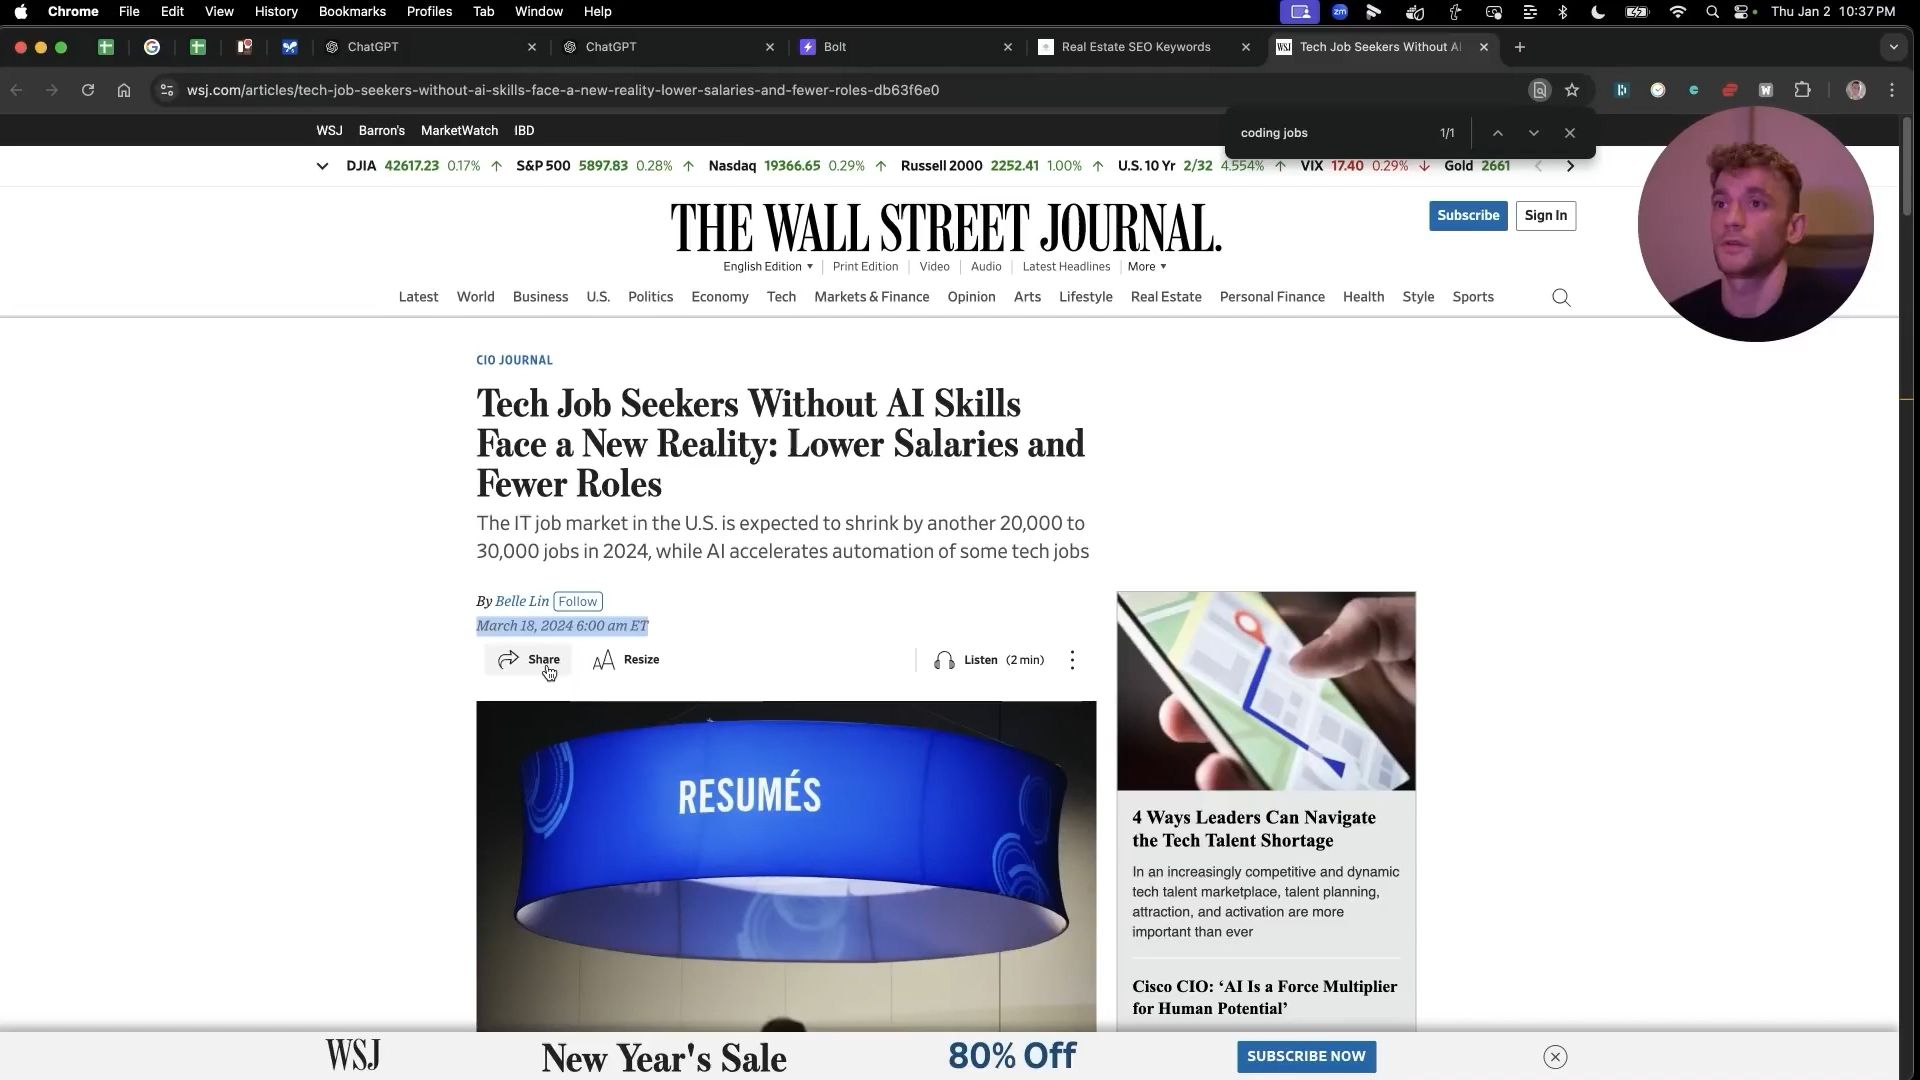 Chrome File Edit View History Bookmarks Profiles Tab Window Help
zm
Thu Jan 2 10:37 PM
ChatGPT
ChatGPT
Bolt
Real Estate SEO Keywords
WSJ Tech Job Seekers Without AI
wsj.com/articles/tech-job-seekers-without-ai-skills-face-a-new-reality-lower-salaries-and-fewer-roles-db63f6e0
coding jobs 1/1
WSJ Barron's MarketWatch IBD
DJIA 42617.23 0.17% S&P 500 5897.83 0.28% Nasdaq 19366.65 0.29% Russell 2000 2252.41 1.00% U.S. 10 Yr 2/32 4.554% VIX 17.40 0.29% Gold 2661
THE WALL STREET JOURNAL.
Subscribe Sign In
English Edition Print Edition Video Audio Latest Headlines More
Latest World Business U.S. Politics Economy Tech Markets & Finance Opinion Arts Lifestyle Real Estate Personal Finance Health Style Sports
CIO JOURNAL
Tech Job Seekers Without AI Skills
Face a New Reality: Lower Salaries and
Fewer Roles
The IT job market in the U.S. is expected to shrink by another 20,000 to
30,000 jobs in 2024, while AI accelerates automation of some tech jobs
By Belle Lin Follow
March 18, 2024 6:00 am ET
Share Resize Listen (2 min)
RESUMÉS
4 Ways Leaders Can Navigate
the Tech Talent Shortage
In an increasingly competitive and dynamic
tech talent marketplace, talent planning,
attraction, and activation are more
important than ever
Cisco CIO: ‘AI Is a Force Multiplier
for Human Potential’
WSJ New Year's Sale 80% Off SUBSCRIBE NOW